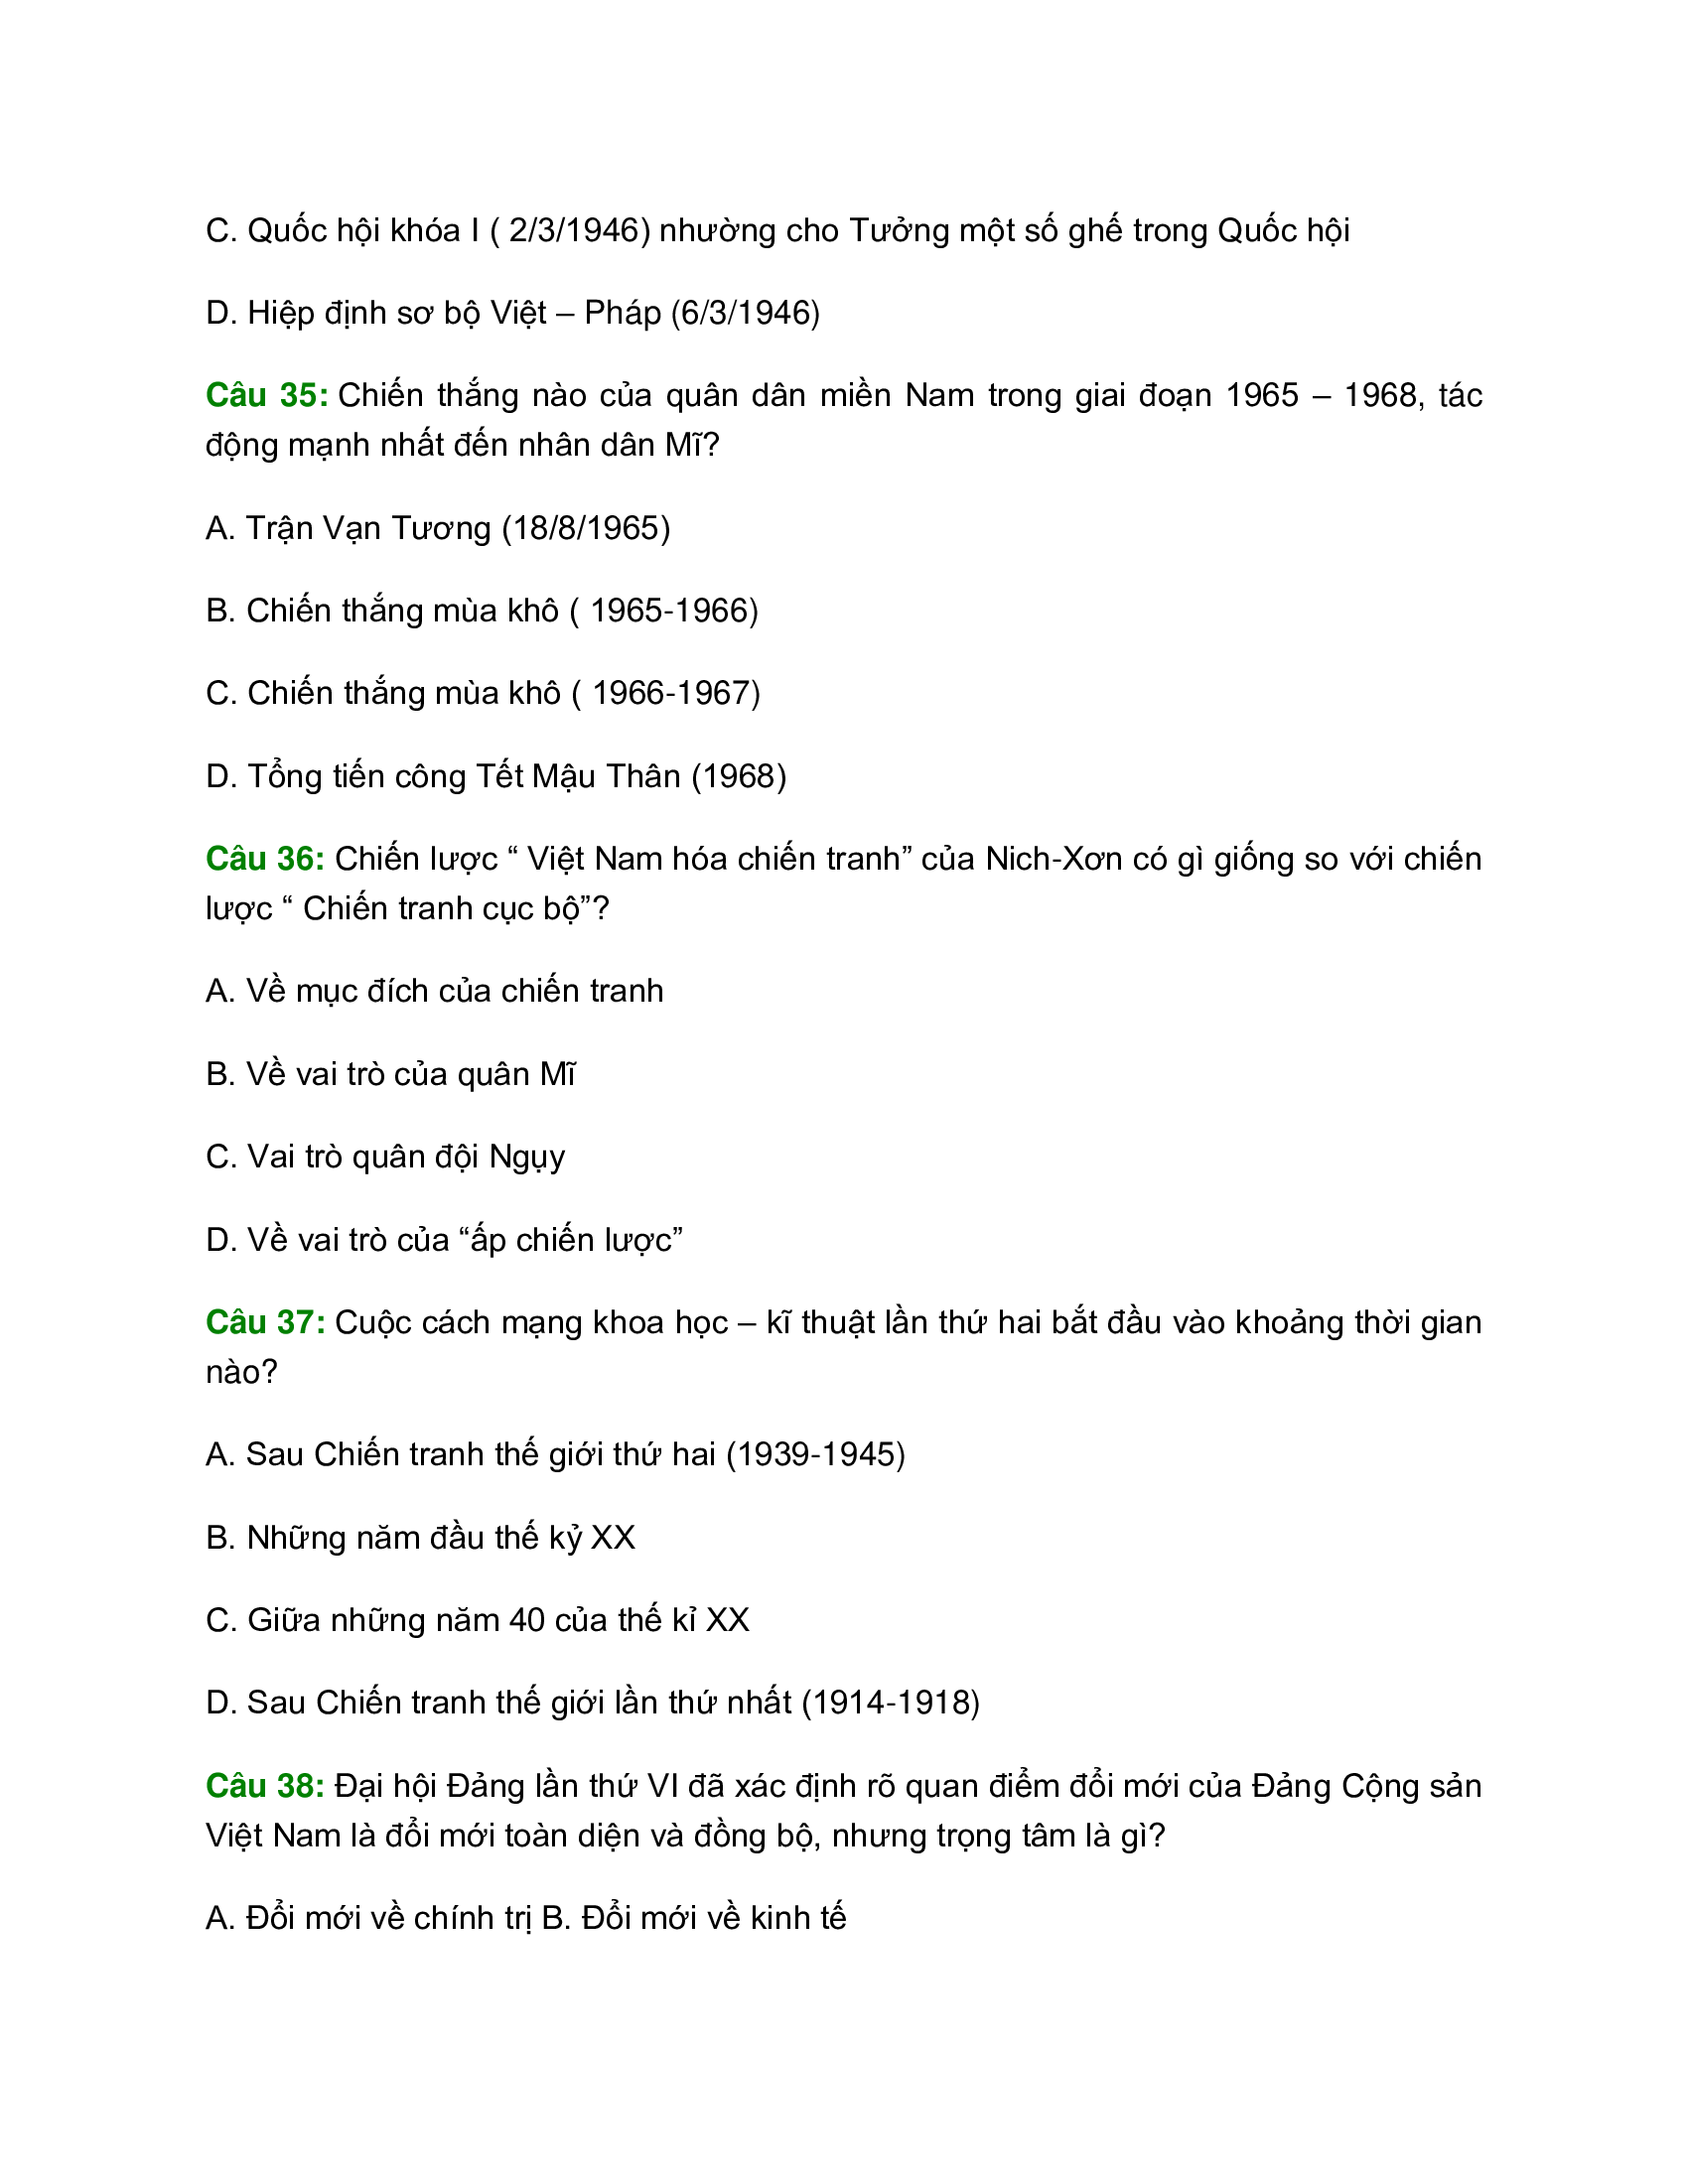 C. Quốc hội khóa I ( 2/3/1946) nhường cho Tưởng một số ghế trong Quốc hội
D. Hiệp định sơ bộ Việt – Pháp (6/3/1946)
Câu 35: Chiến thắng nào của quân dân miền Nam trong giai đoạn 1965 – 1968, tác
động mạnh nhất đến nhân dân Mĩ?
A. Trận Vạn Tương (18/8/1965)
B. Chiến thắng mùa khô ( 1965-1966)
C. Chiến thắng mùa khô ( 1966-1967)
D. Tổng tiến công Tết Mậu Thân (1968)
Câu 36: Chiến lược “ Việt Nam hóa chiến tranh” của Nich-Xơn có gì giống so với chiến
lược “ Chiến tranh cục bộ”?
A. Về mục đích của chiến tranh
B. Về vai trò của quân Mĩ
C. Vai trò quân đội Ngụy
D. Về vai trò của “ấp chiến lược”
Câu 37: Cuộc cách mạng khoa học – kĩ thuật lần thứ hai bắt đầu vào khoảng thời gian
nào?
A. Sau Chiến tranh thế giới thứ hai (1939-1945)
B. Những năm đầu thế kỷ XX
C. Giữa những năm 40 của thế kỉ XX
D. Sau Chiến tranh thế giới lần thứ nhất (1914-1918)
Câu 38: Đại hội Đảng lần thứ VI đã xác định rõ quan điểm đổi mới của Đảng Cộng sản
Việt Nam là đổi mới toàn diện và đồng bộ, nhưng trọng tâm là gì?
A. Đổi mới về chính trị B. Đổi mới về kinh tế